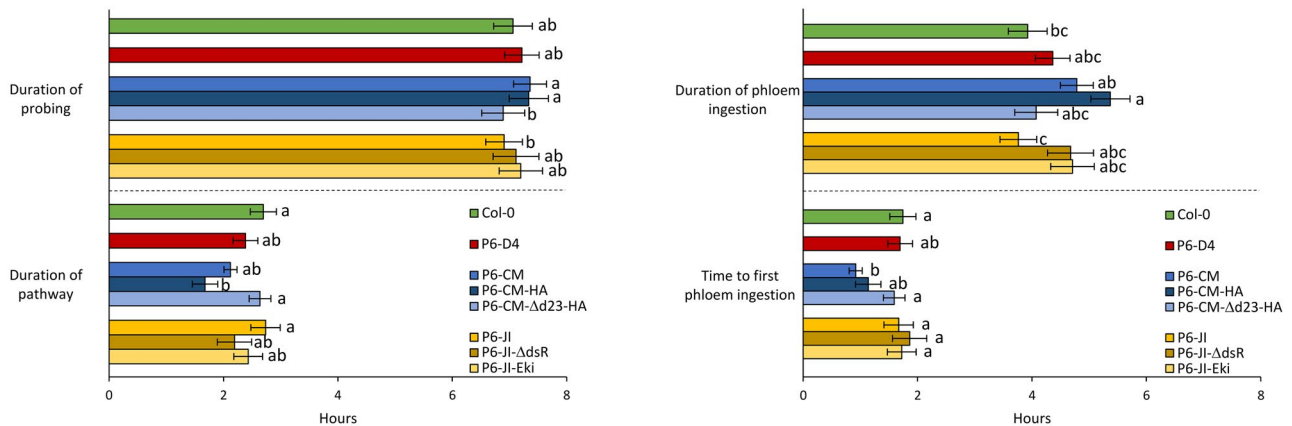 Duration of
probing
ab
ab
a
a
b
b
ab
ab
Duration of
pathway
a
ab
ab
b
a
a
ab
ab
Col-0
P6-D4
P6-CM
P6-CM-HA
P6-CM-Δd23-HA
P6-JI
P6-JI-ΔdsR
P6-JI-Eki
0 2 4 6 8
Hours
Duration of phloem
ingestion
bc
abc
ab
a
abc
c
abc
abc
Time to first
phloem ingestion
a
ab
b
ab
a
a
a
a
Col-0
P6-D4
P6-CM
P6-CM-HA
P6-CM-Δd23-HA
P6-JI
P6-JI-ΔdsR
P6-JI-Eki
0 2 4 6 8
Hours